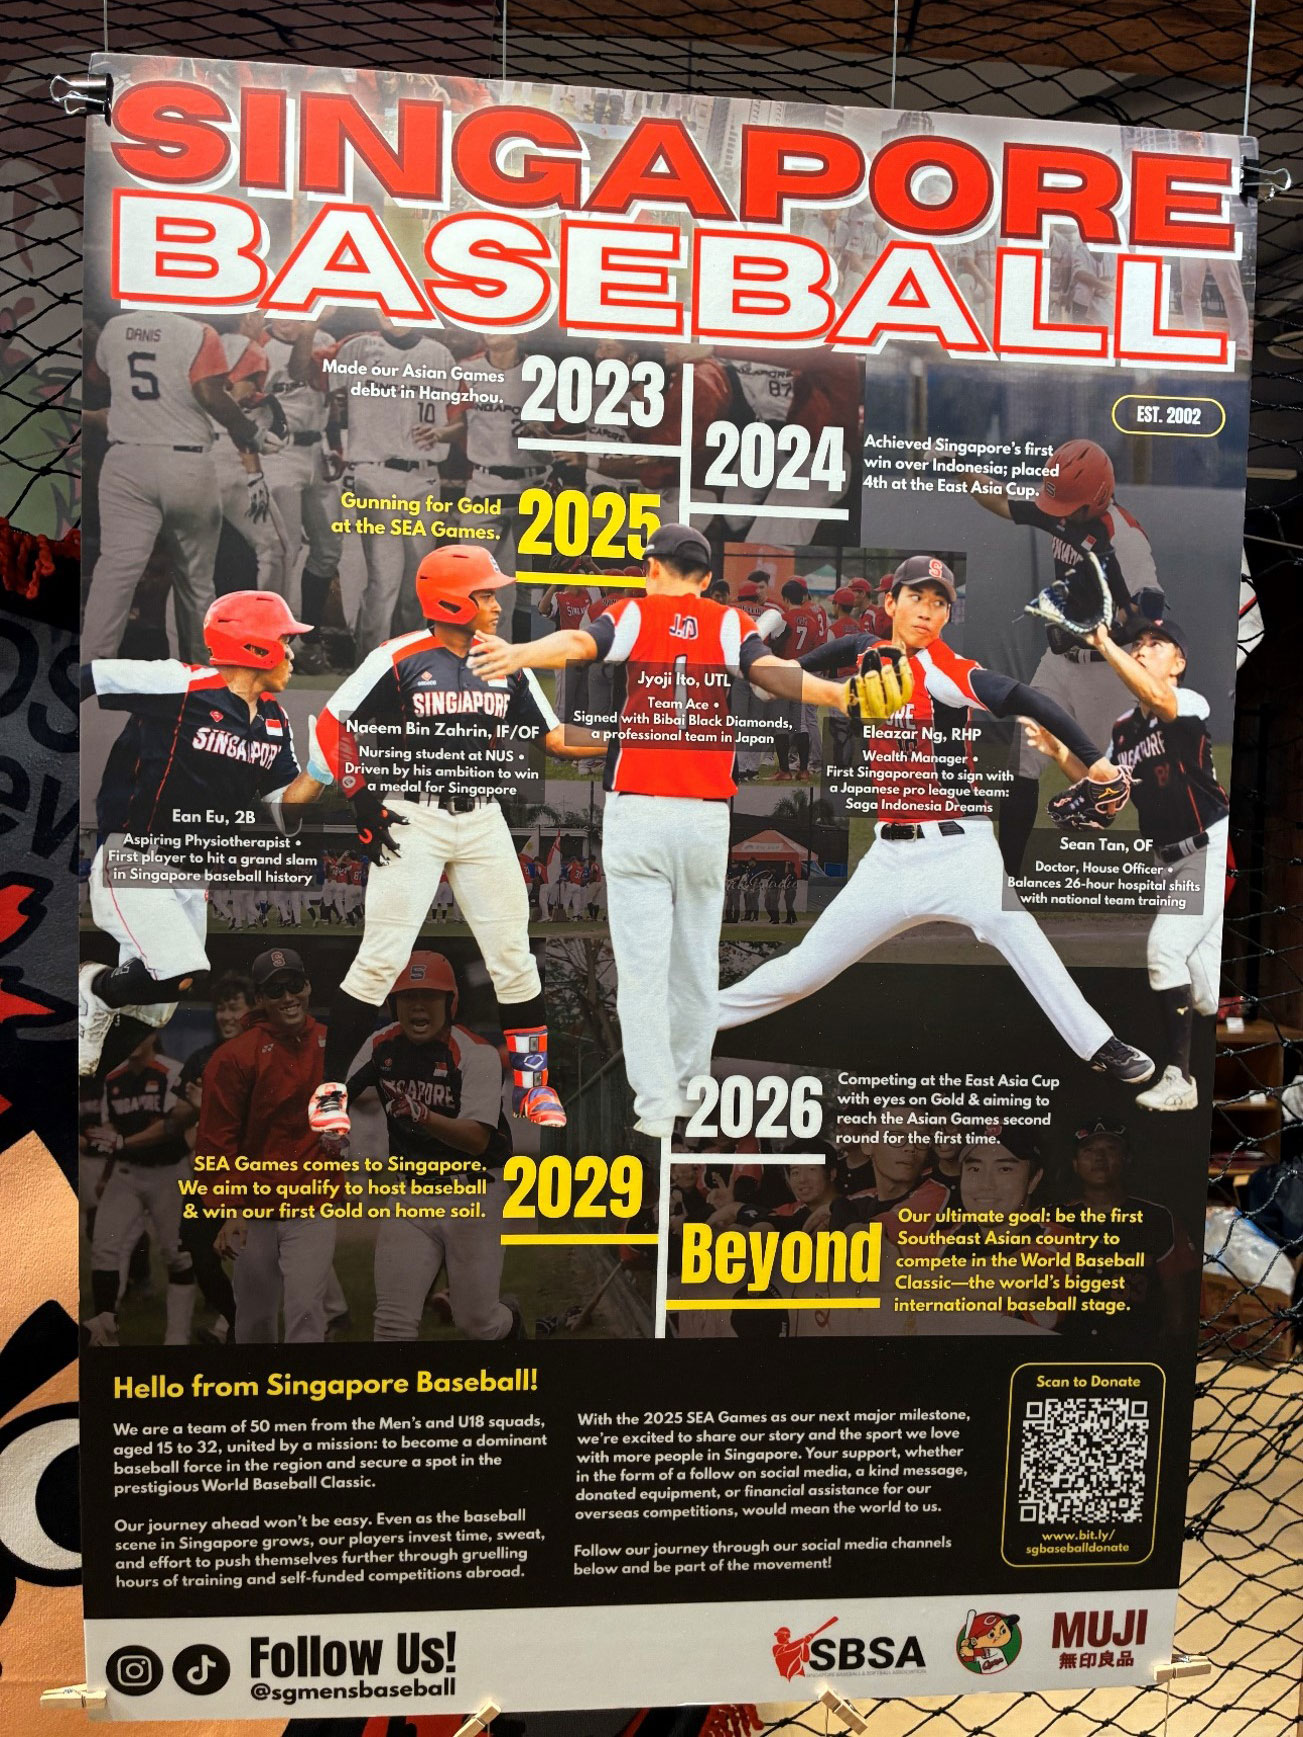 SINGAPORE
BASEBALL
DANIS
5
10
87
EST. 2002
Made our Asian Games
debut in Hangzhou.
2023
2024
Achieved Singapore's first
win over Indonesia; placed
4th at the East Asia Cup.
Gunning for Gold
at the SEA Games.
2025
7
3
J.D
1
SINGAPORE
Ean Eu, 2B
Aspiring Physiotherapist •
First player to hit a grand slam
in Singapore baseball history
Naeem Bin Zahrin, IF/OF
Nursing student at NUS •
Driven by his ambition to win
a medal for Singapore
Jyoji Ito, UTL
Team Ace •
Signed with Bibai Black Diamonds,
a professional team in Japan
Eleazar Ng, RHP
Wealth Manager •
First Singaporean to sign with
a Japanese pro league team:
Saga Indonesia Dreams
Sean Tan, OF
Doctor, House Officer •
Balances 26-hour hospital shifts
with national team training
2026
Competing at the East Asia Cup
with eyes on Gold & aiming to
reach the Asian Games second
round for the first time.
SEA Games comes to Singapore.
We aim to qualify to host baseball
& win our first Gold on home soil.
2029
Beyond
Our ultimate goal: be the first
Southeast Asian country to
compete in the World Baseball
Classic—the world's biggest
international baseball stage.
Hello from Singapore Baseball!
We are a team of 50 men from the Men's and U18 squads,
aged 15 to 32, united by a mission: to become a dominant
baseball force in the region and secure a spot in the
prestigious World Baseball Classic.
Our journey ahead won't be easy. Even as the baseball
scene in Singapore grows, our players invest time, sweat,
and effort to push themselves further through gruelling
hours of training and self-funded competitions abroad.
With the 2025 SEA Games as our next major milestone,
we're excited to share our story and the sport we love
with more people in Singapore. Your support, whether
in the form of a follow on social media, a kind message,
donated equipment, or financial assistance for our
overseas competitions, would mean the world to us.
Follow our journey through our social media channels
below and be part of the movement!
Scan to Donate
www.bit.ly/
sgbaseballdonate
Follow Us!
@sgmensbaseball
SBSA
SINGAPORE BASEBALL & SOFTBALL ASSOCIATION
Carp
MUJI
無印良品